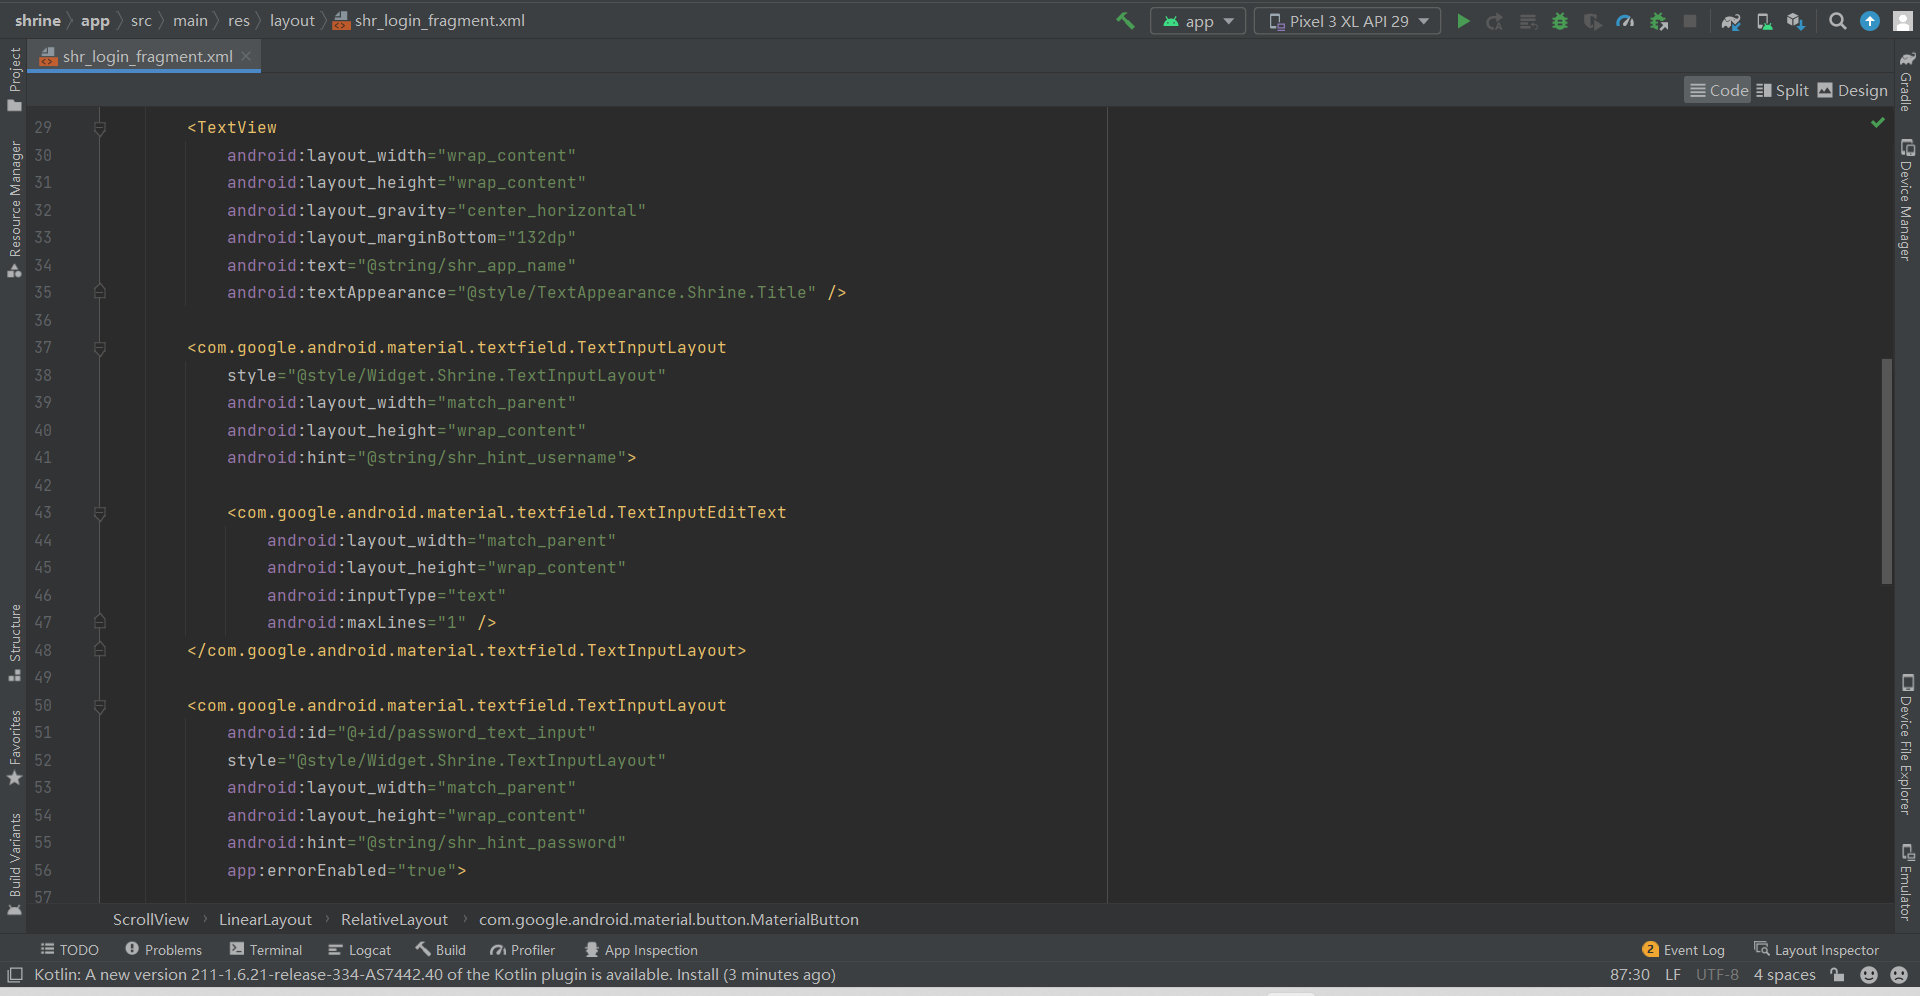 shrine app src main res layout shr_login_fragment.xml
app Pixel 3 XL API 29
shr_login_fragment.xml
Code Split Design
29 <TextView
30 android:layout_width="wrap_content"
31 android:layout_height="wrap_content"
32 android:layout_gravity="center_horizontal"
33 android:layout_marginBottom="132dp"
34 android:text="@string/shr_app_name"
35 android:textAppearance="@style/TextAppearance.Shrine.Title" />
36
37 <com.google.android.material.textfield.TextInputLayout
38 style="@style/Widget.Shrine.TextInputLayout"
39 android:layout_width="match_parent"
40 android:layout_height="wrap_content"
41 android:hint="@string/shr_hint_username">
42
43 <com.google.android.material.textfield.TextInputEditText
44 android:layout_width="match_parent"
45 android:layout_height="wrap_content"
46 android:inputType="text"
47 android:maxLines="1" />
48 </com.google.android.material.textfield.TextInputLayout>
49
50 <com.google.android.material.textfield.TextInputLayout
51 android:id="@+id/password_text_input"
52 style="@style/Widget.Shrine.TextInputLayout"
53 android:layout_width="match_parent"
54 android:layout_height="wrap_content"
55 android:hint="@string/shr_hint_password"
56 app:errorEnabled="true">
57
Project
Resource Manager
Structure
Favorites
Build Variants
Gradle
Device Manager
Device File Explorer
Emulator
ScrollView LinearLayout RelativeLayout com.google.android.material.button.MaterialButton
TODO Problems Terminal Logcat Build Profiler App Inspection 2 Event Log Layout Inspector
Kotlin: A new version 211-1.6.21-release-334-AS7442.40 of the Kotlin plugin is available. Install (3 minutes ago) 87:30 LF UTF-8 4 spaces